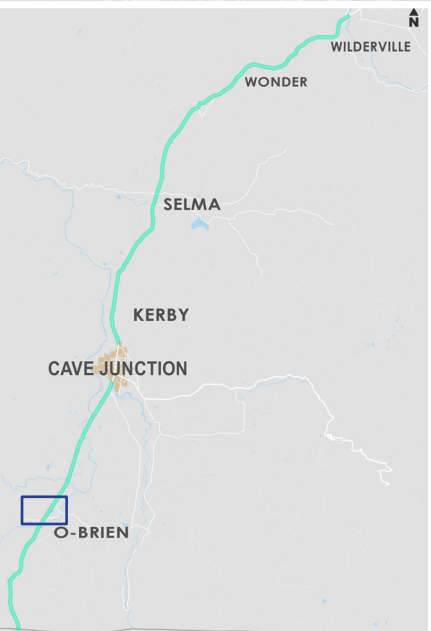 N
WILDERVILLE
WONDER
SELMA
KERBY
CAVE JUNCTION
O-BRIEN